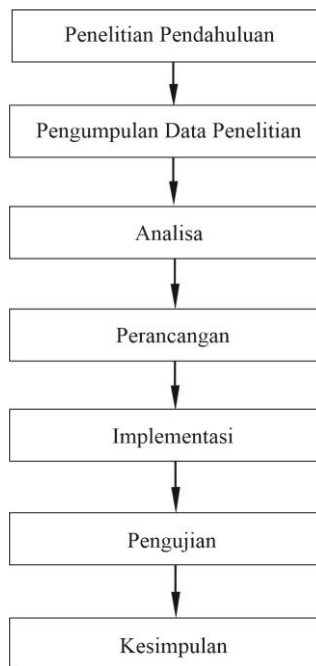 Penelitian Pendahuluan
Pengumpulan Data Penelitian
Analisa
Perancangan
Implementasi
Pengujian
Kesimpulan